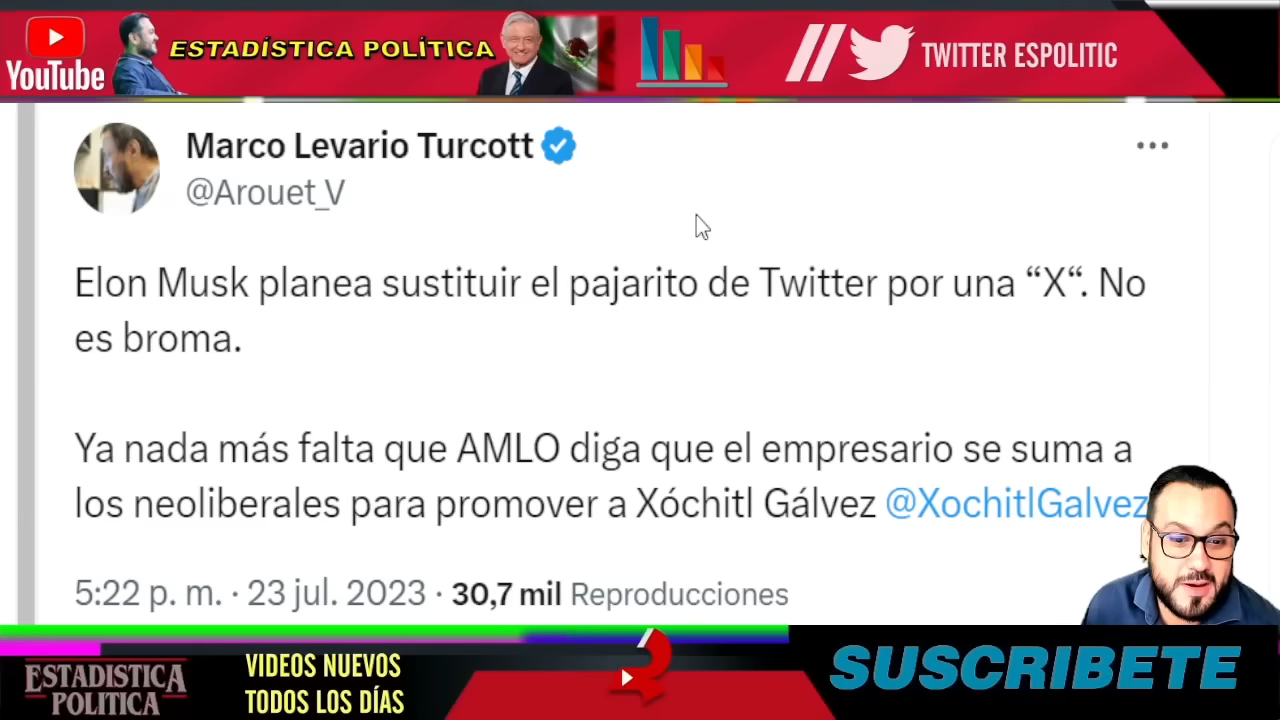 YouTube
ESTADÍSTICA POLÍTICA
TWITTER ESPOLITIC
Marco Levario Turcott
@Arouet_V
Elon Musk planea sustituir el pajarito de Twitter por una “X“. No
es broma.
Ya nada más falta que AMLO diga que el empresario se suma a
los neoliberales para promover a Xóchitl Gálvez @XochitlGalvez
5:22 p. m. · 23 jul. 2023 · 30,7 mil Reproducciones
ESTADISTICA
POLÍTICA
VIDEOS NUEVOS
TODOS LOS DÍAS
SUSCRIBETE